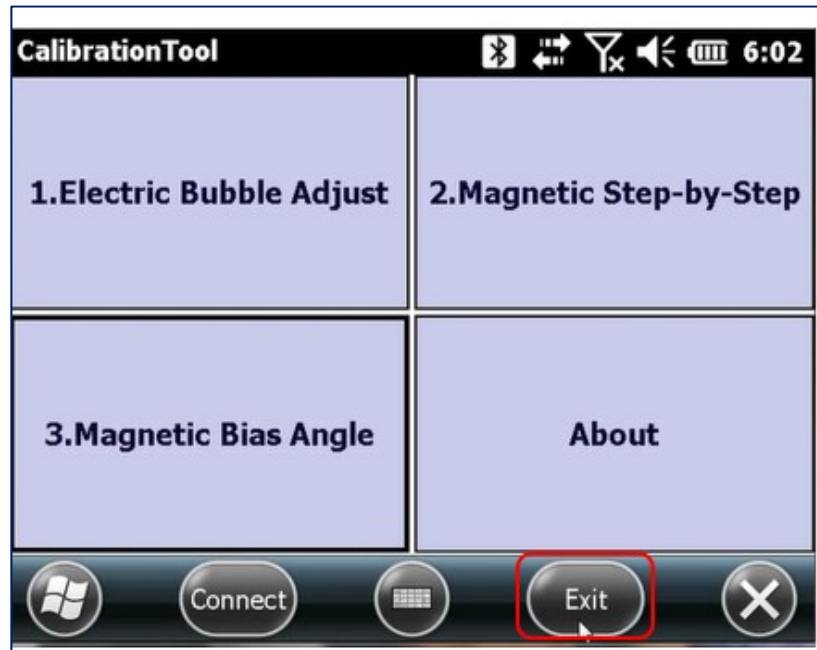 CalibrationTool 6:02
1.Electric Bubble Adjust
2.Magnetic Step-by-Step
3.Magnetic Bias Angle
About
Connect
Exit